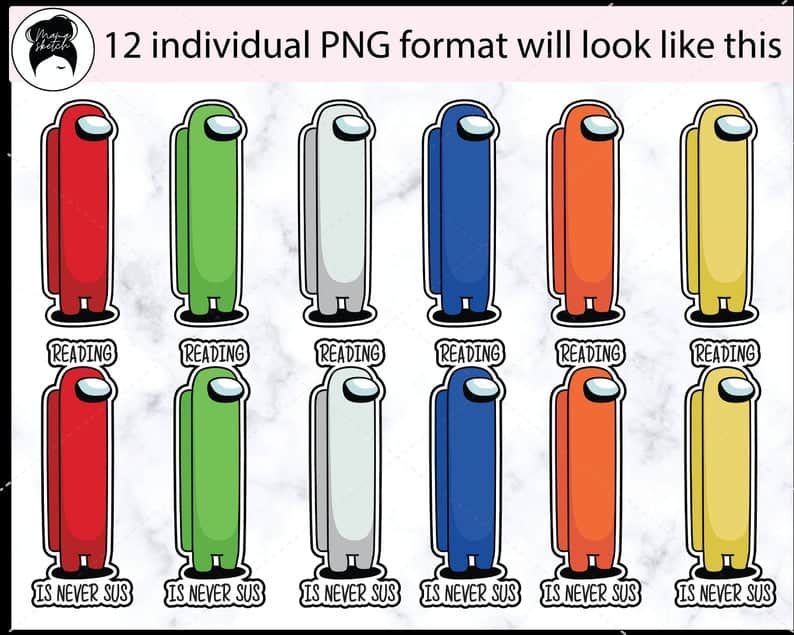 Mama
sketch
12 individual PNG format will look like this
READING READING READING READING READING READING
IS NEVER SUS IS NEVER SUS IS NEVER SUS IS NEVER SUS IS NEVER SUS IS NEVER SUS